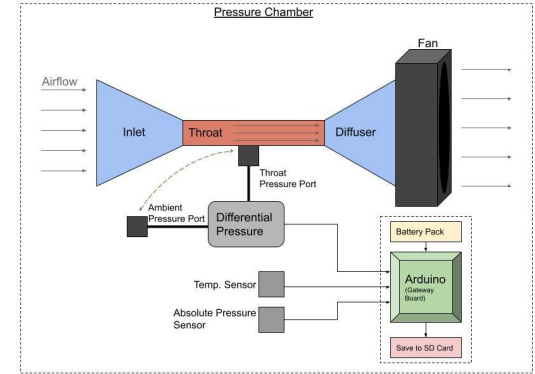 Pressure Chamber
Fan
Airflow
Inlet
Throat
Diffuser
Throat
Pressure Port
Ambient
Pressure Port
Differential
Pressure
Battery Pack
Temp. Sensor
Arduino
(Gateway
Board)
Absolute Pressure
Sensor
Save to SD Card